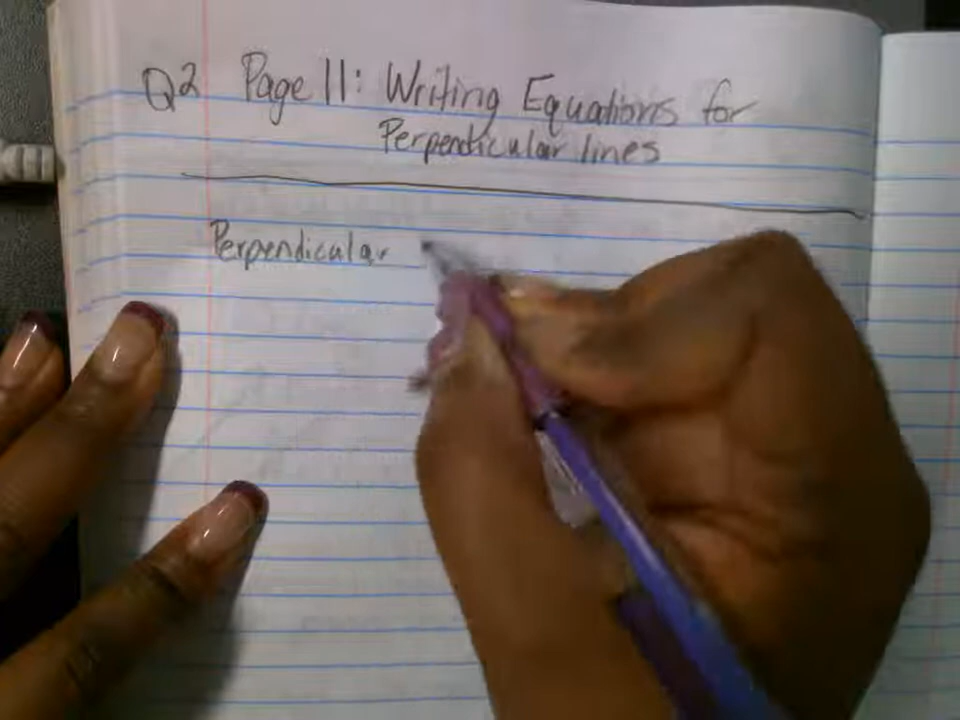 Q2 Page 11: Writing Equations for
Perpendicular lines
Perpendicular